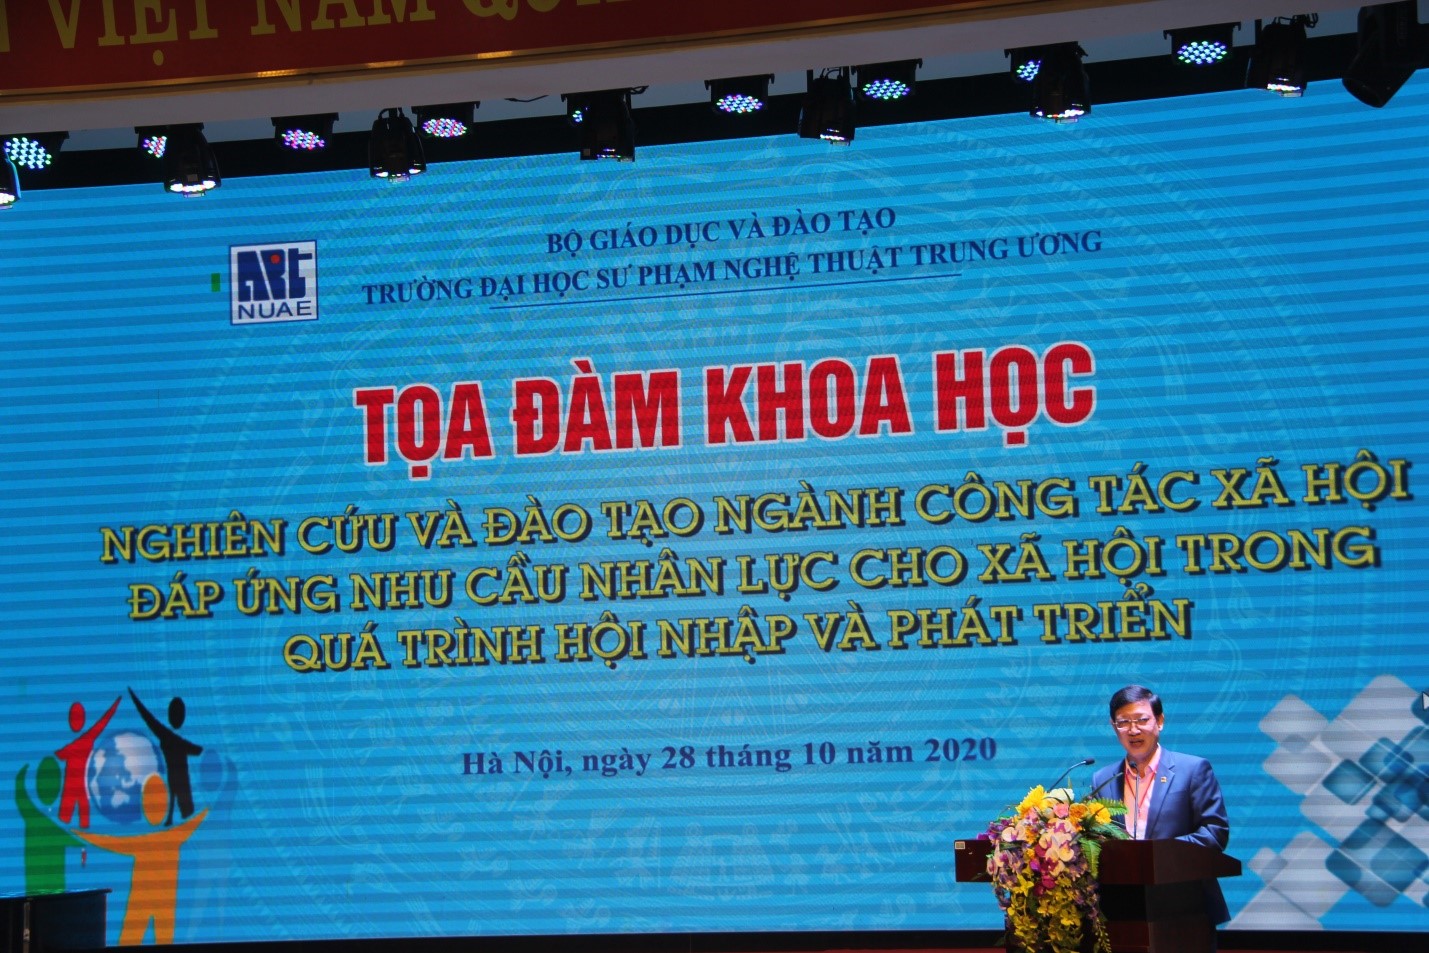 VIỆT NAM
ART
NUAE
BỘ GIÁO DỤC VÀ ĐÀO TẠO
TRƯỜNG ĐẠI HỌC SƯ PHẠM NGHỆ THUẬT TRUNG ƯƠNG
TỌA ĐÀM KHOA HỌC
NGHIÊN CỨU VÀ ĐÀO TẠO NGÀNH CÔNG TÁC XÃ HỘI
ĐÁP ỨNG NHU CẦU NHÂN LỰC CHO XÃ HỘI TRONG
QUÁ TRÌNH HỘI NHẬP VÀ PHÁT TRIỂN
Hà Nội, ngày 28 tháng 10 năm 2020